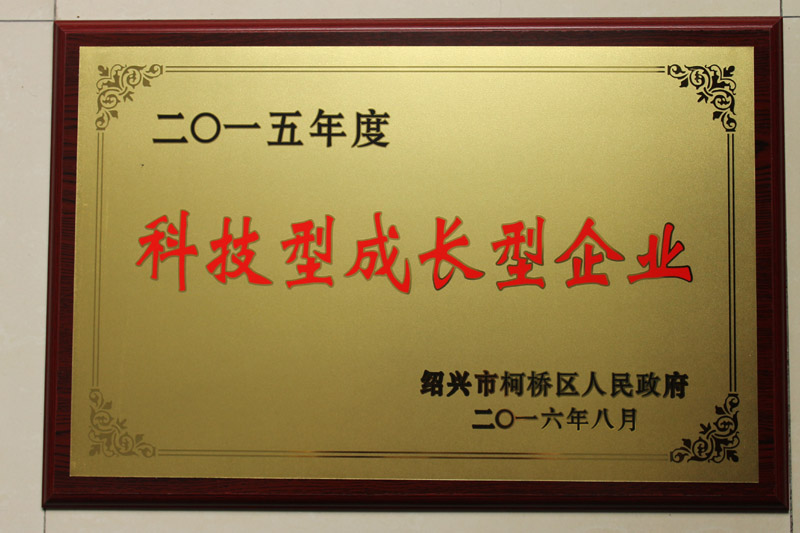 二〇一五年度
科技型成长型企业
绍兴市柯桥区人民政府
二〇一六年八月